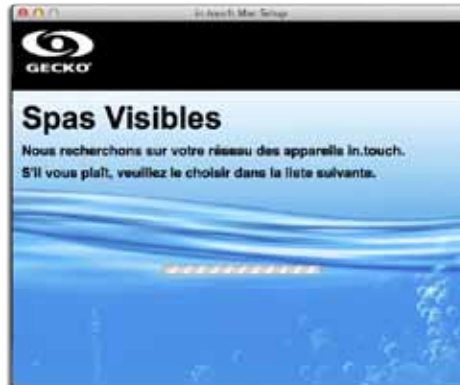 in.touch Mac Setup
GECKO
Spas Visibles
Nous recherchons sur votre réseau des appareils in.touch.
S'il vous plaît, veuillez le choisir dans la liste suivante.